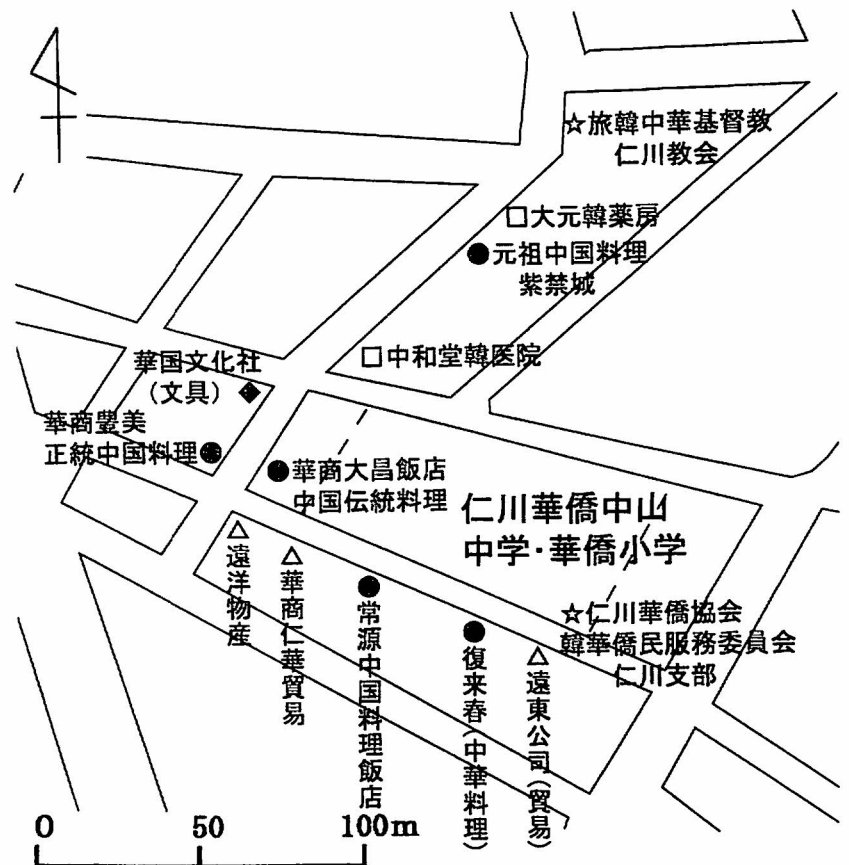 ☆旅韓中華基督教
仁川教会
□大元韓薬房
●元祖中国料理
紫禁城
□中和堂韓医院
華国文化社
（文具）◆
華商豊美
正統中国料理●
●華商大昌飯店
中国伝統料理
仁川華僑中山
中学・華僑小学
△遠洋物産
△華商仁華貿易
●常源中国料理飯店
●復来春(中華料理)
△遠東公司(貿易)
☆仁川華僑協会
韓華僑民服務委員会
仁川支部
0 50 100m